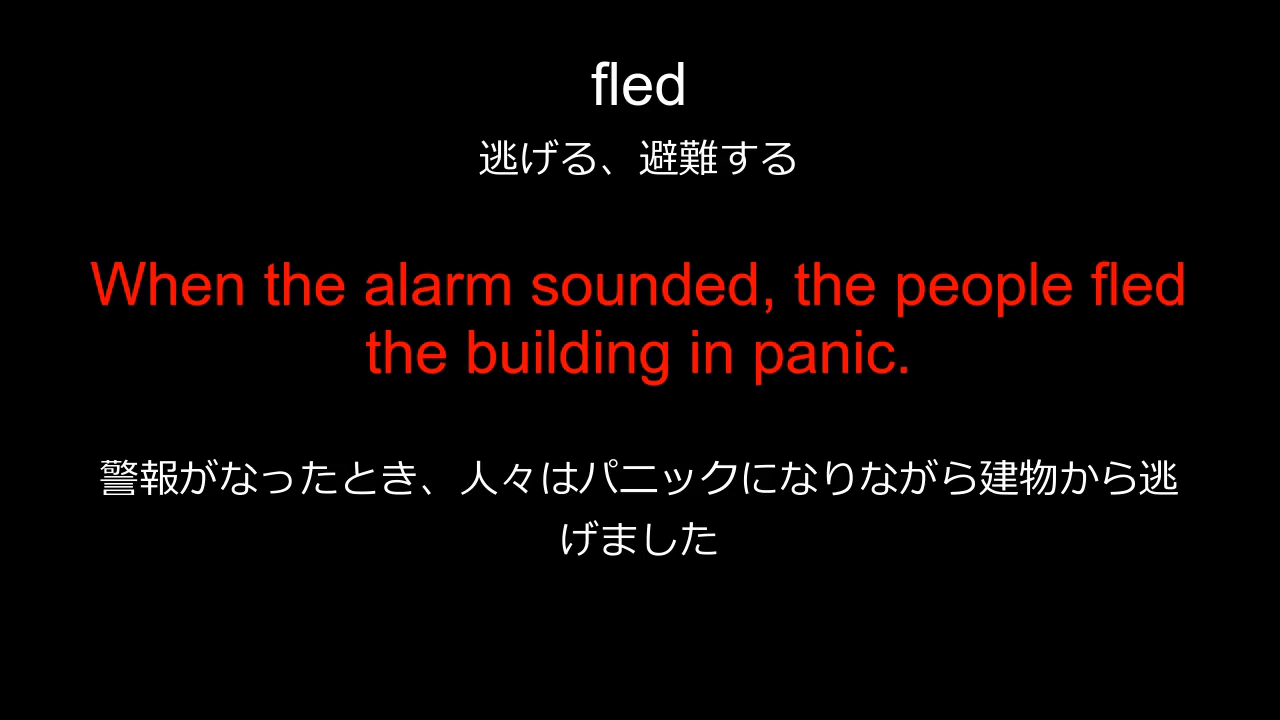 fled
逃げる、避難する
When the alarm sounded, the people fled
the building in panic.
警報がなったとき、人々はパニックになりながら建物から逃
げました